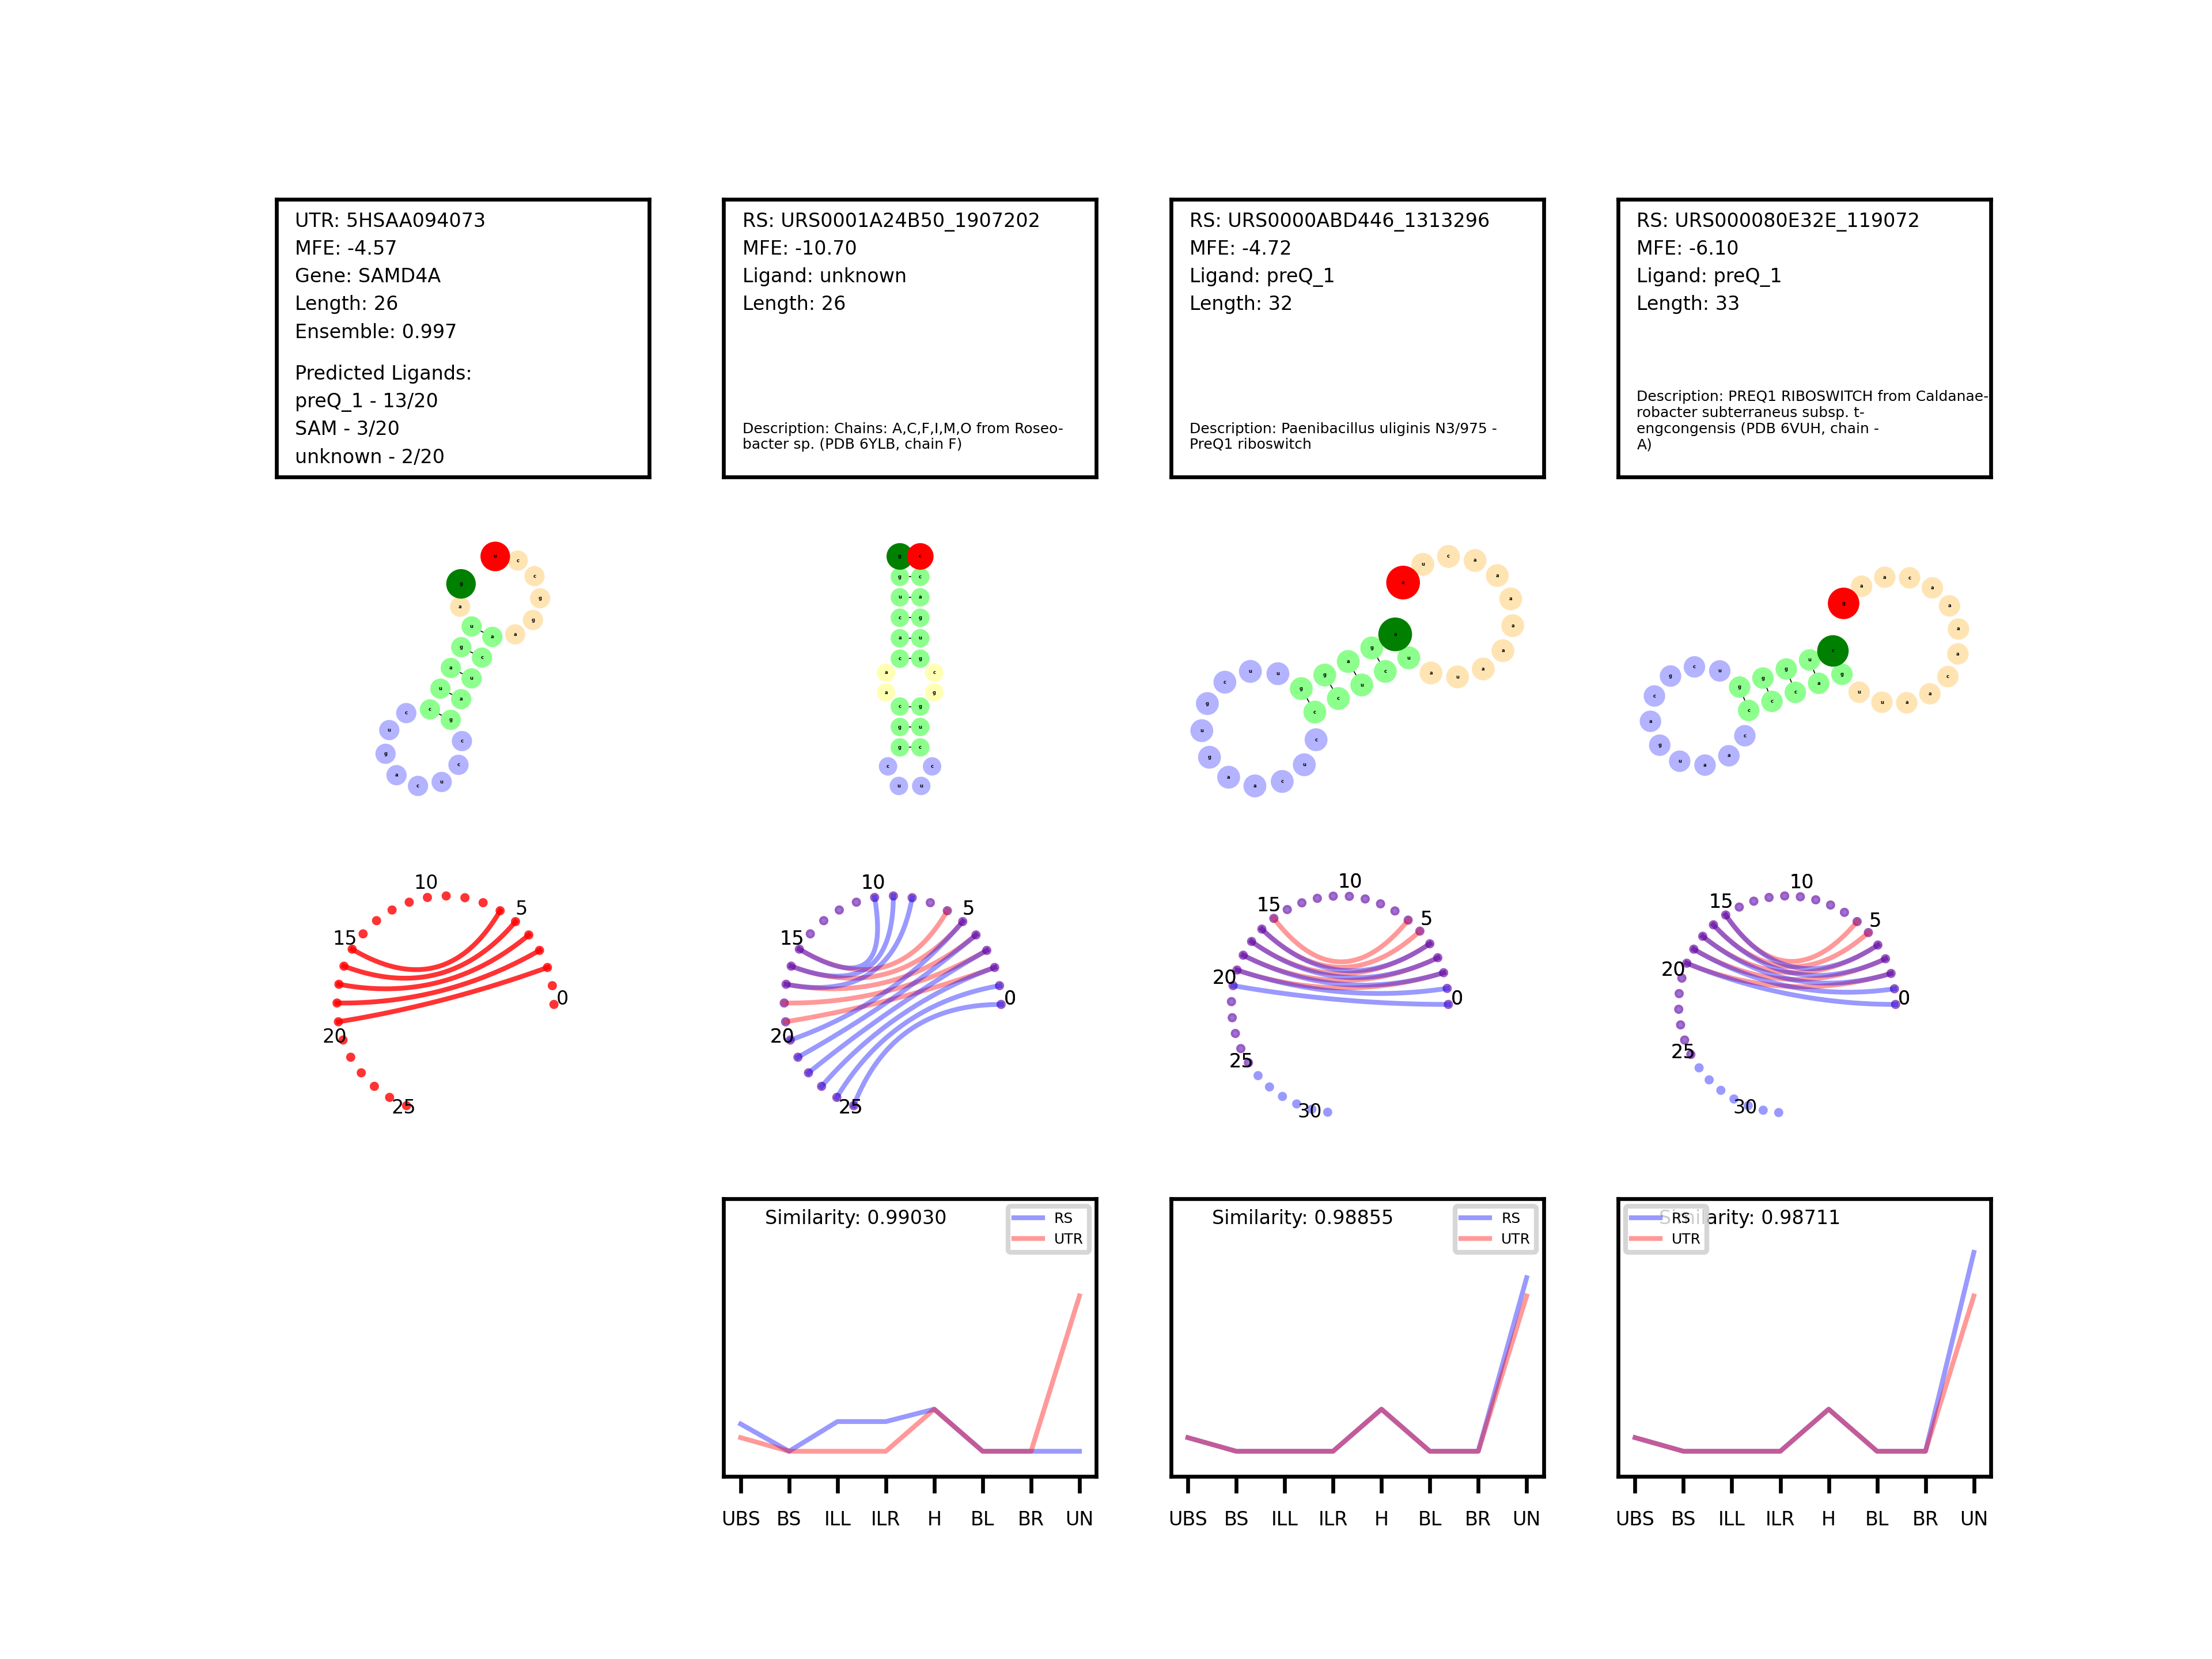 UTR: 5HSAA094073
MFE: -4.57
Gene: SAMD4A
Length: 26
Ensemble: 0.997
Predicted Ligands:
preQ_1 - 13/20
SAM - 3/20
unknown - 2/20
RS: URS0001A24B50_1907202
MFE: -10.70
Ligand: unknown
Length: 26
Description: Chains: A,C,F,I,M,O from Roseo-
bacter sp. (PDB 6YLB, chain F)
RS: URS0000ABD446_1313296
MFE: -4.72
Ligand: preQ_1
Length: 32
Description: Paenibacillus uliginis N3/975 -
PreQ1 riboswitch
RS: URS000080E32E_119072
MFE: -6.10
Ligand: preQ_1
Length: 33
Description: PREQ1 RIBOSWITCH from Caldanae-
robacter subterraneus subsp. t-
engcongensis (PDB 6VUH, chain -
A)
0
5
10
15
20
25
0
5
10
15
20
25
0
5
10
15
20
25
30
0
5
10
15
20
25
30
Similarity: 0.99030
RS
UTR
UBS BS ILL ILR H BL BR UN
Similarity: 0.98855
RS
UTR
UBS BS ILL ILR H BL BR UN
Similarity: 0.98711
RS
UTR
UBS BS ILL ILR H BL BR UN